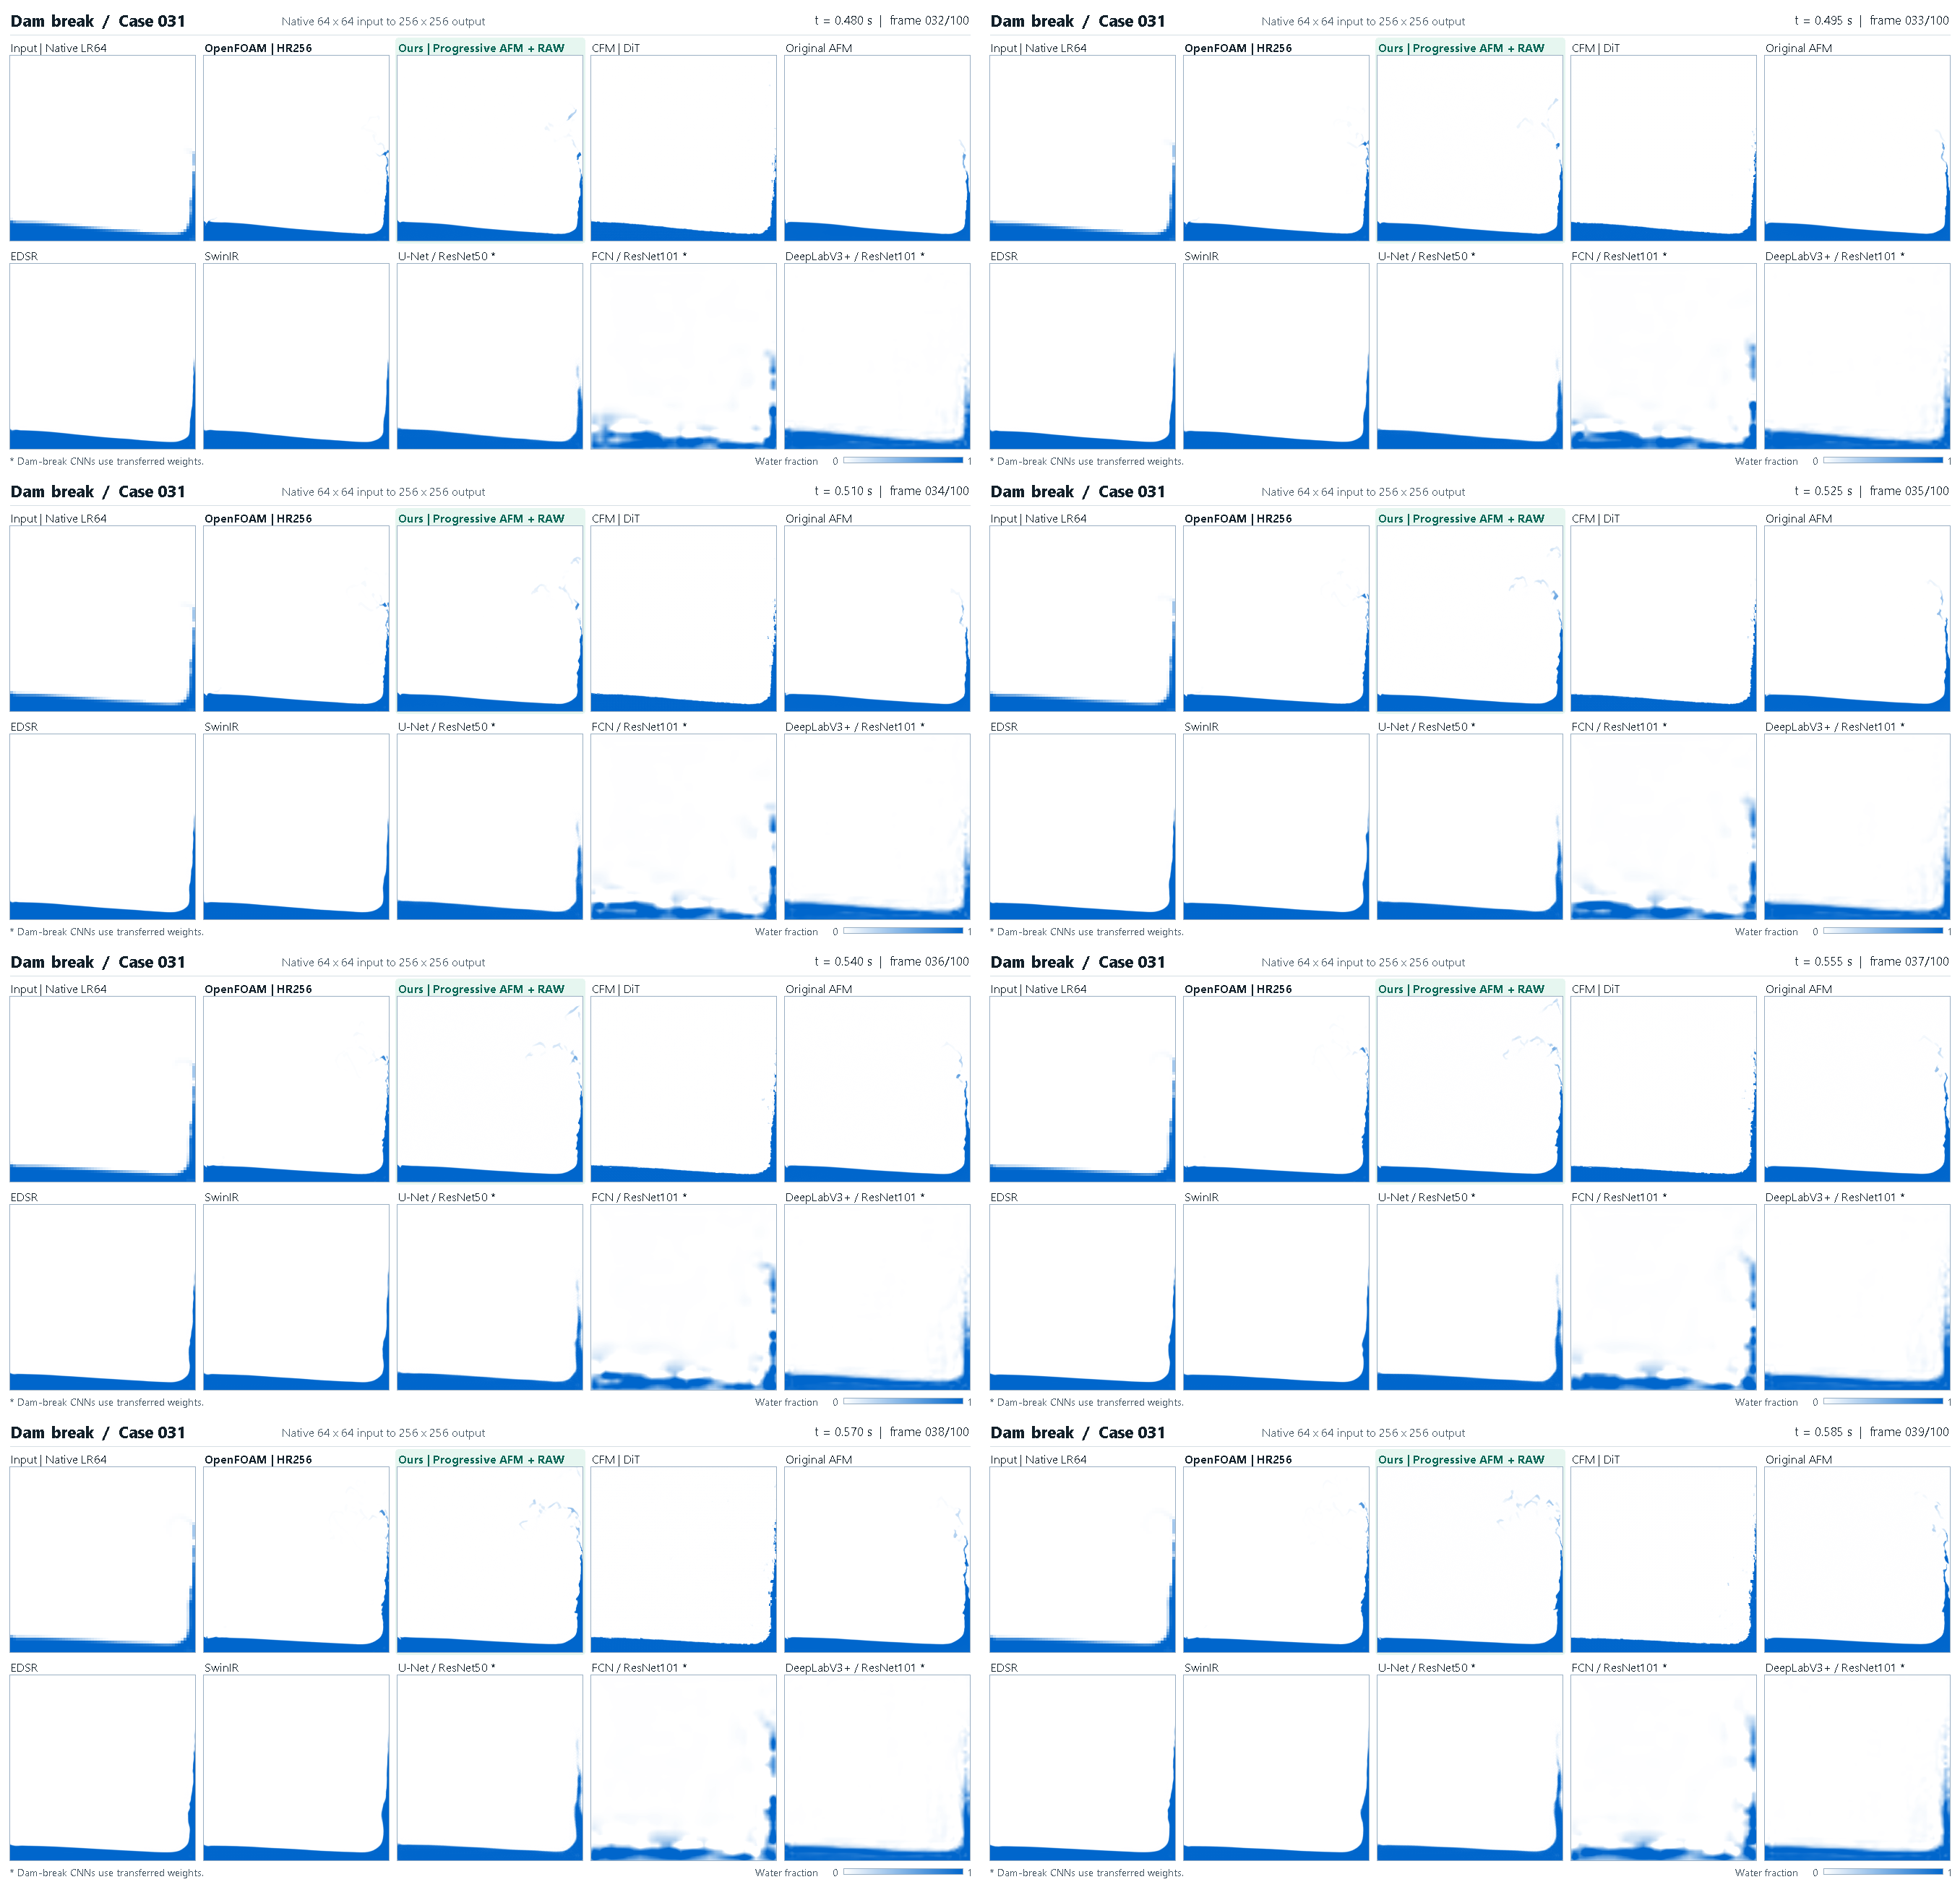 Dam break / Case 031 Native 64 x 64 input to 256 x 256 output t = 0.480 s | frame 032/100
Input | Native LR64 OpenFOAM | HR256 Ours | Progressive AFM + RAW CFM | DiT Original AFM
EDSR SwinIR U-Net / ResNet50 * FCN / ResNet101 * DeepLabV3+ / ResNet101 *
* Dam-break CNNs use transferred weights. Water fraction 0 1
Dam break / Case 031 Native 64 x 64 input to 256 x 256 output t = 0.495 s | frame 033/100
Input | Native LR64 OpenFOAM | HR256 Ours | Progressive AFM + RAW CFM | DiT Original AFM
EDSR SwinIR U-Net / ResNet50 * FCN / ResNet101 * DeepLabV3+ / ResNet101 *
* Dam-break CNNs use transferred weights. Water fraction 0 1
Dam break / Case 031 Native 64 x 64 input to 256 x 256 output t = 0.510 s | frame 034/100
Input | Native LR64 OpenFOAM | HR256 Ours | Progressive AFM + RAW CFM | DiT Original AFM
EDSR SwinIR U-Net / ResNet50 * FCN / ResNet101 * DeepLabV3+ / ResNet101 *
* Dam-break CNNs use transferred weights. Water fraction 0 1
Dam break / Case 031 Native 64 x 64 input to 256 x 256 output t = 0.525 s | frame 035/100
Input | Native LR64 OpenFOAM | HR256 Ours | Progressive AFM + RAW CFM | DiT Original AFM
EDSR SwinIR U-Net / ResNet50 * FCN / ResNet101 * DeepLabV3+ / ResNet101 *
* Dam-break CNNs use transferred weights. Water fraction 0 1
Dam break / Case 031 Native 64 x 64 input to 256 x 256 output t = 0.540 s | frame 036/100
Input | Native LR64 OpenFOAM | HR256 Ours | Progressive AFM + RAW CFM | DiT Original AFM
EDSR SwinIR U-Net / ResNet50 * FCN / ResNet101 * DeepLabV3+ / ResNet101 *
* Dam-break CNNs use transferred weights. Water fraction 0 1
Dam break / Case 031 Native 64 x 64 input to 256 x 256 output t = 0.555 s | frame 037/100
Input | Native LR64 OpenFOAM | HR256 Ours | Progressive AFM + RAW CFM | DiT Original AFM
EDSR SwinIR U-Net / ResNet50 * FCN / ResNet101 * DeepLabV3+ / ResNet101 *
* Dam-break CNNs use transferred weights. Water fraction 0 1
Dam break / Case 031 Native 64 x 64 input to 256 x 256 output t = 0.570 s | frame 038/100
Input | Native LR64 OpenFOAM | HR256 Ours | Progressive AFM + RAW CFM | DiT Original AFM
EDSR SwinIR U-Net / ResNet50 * FCN / ResNet101 * DeepLabV3+ / ResNet101 *
* Dam-break CNNs use transferred weights. Water fraction 0 1
Dam break / Case 031 Native 64 x 64 input to 256 x 256 output t = 0.585 s | frame 039/100
Input | Native LR64 OpenFOAM | HR256 Ours | Progressive AFM + RAW CFM | DiT Original AFM
EDSR SwinIR U-Net / ResNet50 * FCN / ResNet101 * DeepLabV3+ / ResNet101 *
* Dam-break CNNs use transferred weights. Water fraction 0 1